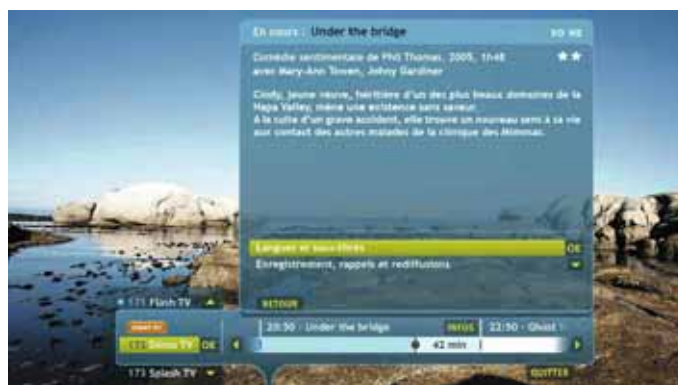 En cours : Under the bridge
Comédie sentimentale de Phil Thomas, 2005, 1h48
avec Mary-Ann Towen, Johny Gardiner
Cindy, jeune veuve, héritière d'un des plus beaux domaines de la
Napa Valley, mène une existence sans saveur.
A la suite d'un grave accident, elle trouve un nouveau sens à sa vie
aux contact des autres malades de la clinique des
Langues et sous-titres OK
Enregistrement, rappels et rediffusions
RETOUR
171 Flash TV
20:50 - Under the bridge INFOS 22:50 - Ghost
Démo TV OK 42 min
173 Splash TV QUITTER